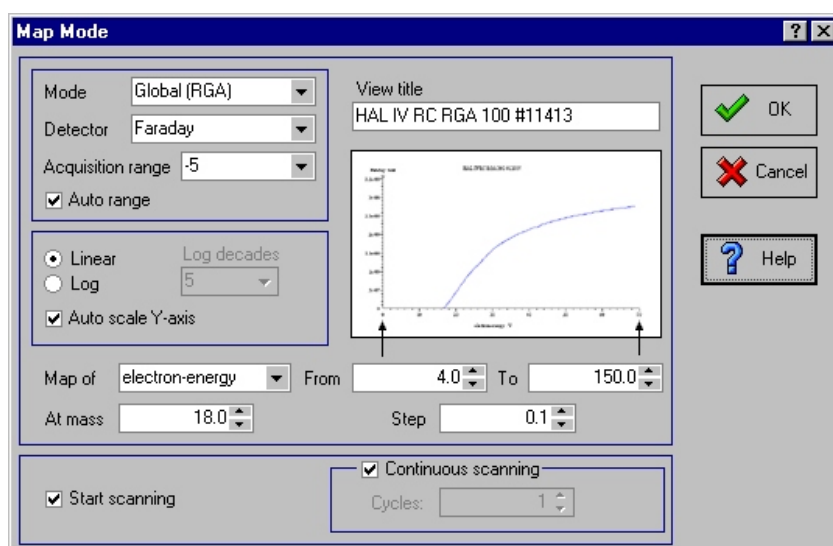 Map Mode
Mode Global (RGA)
Detector Faraday
Acquisition range -5
Auto range
View title
HAL IV RC RGA 100 #11413
OK
Cancel
Help
Linear
Log
Log decades
5
Auto scale Y-axis
Map of electron-energy From 4.0 To 150.0
At mass 18.0 Step 0.1
Start scanning
Continuous scanning
Cycles: 1